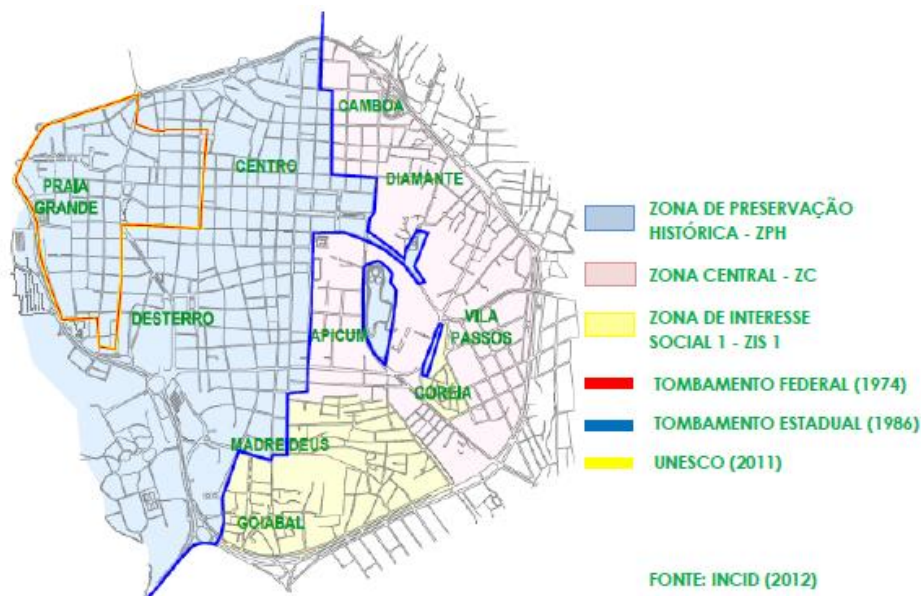 CAMBOA
CENTRO
DIAMANTE
PRAIA
GRANDE
DESTERRO
APICUM
VILA
PASSOS
COREIA
MADRE DEUS
GOIABAL
ZONA DE PRESERVAÇÃO
HISTÓRICA - ZPH
ZONA CENTRAL - ZC
ZONA DE INTERESSE
SOCIAL 1 - ZIS 1
TOMBAMENTO FEDERAL (1974)
TOMBAMENTO ESTADUAL (1986)
UNESCO (2011)
FONTE: INCID (2012)